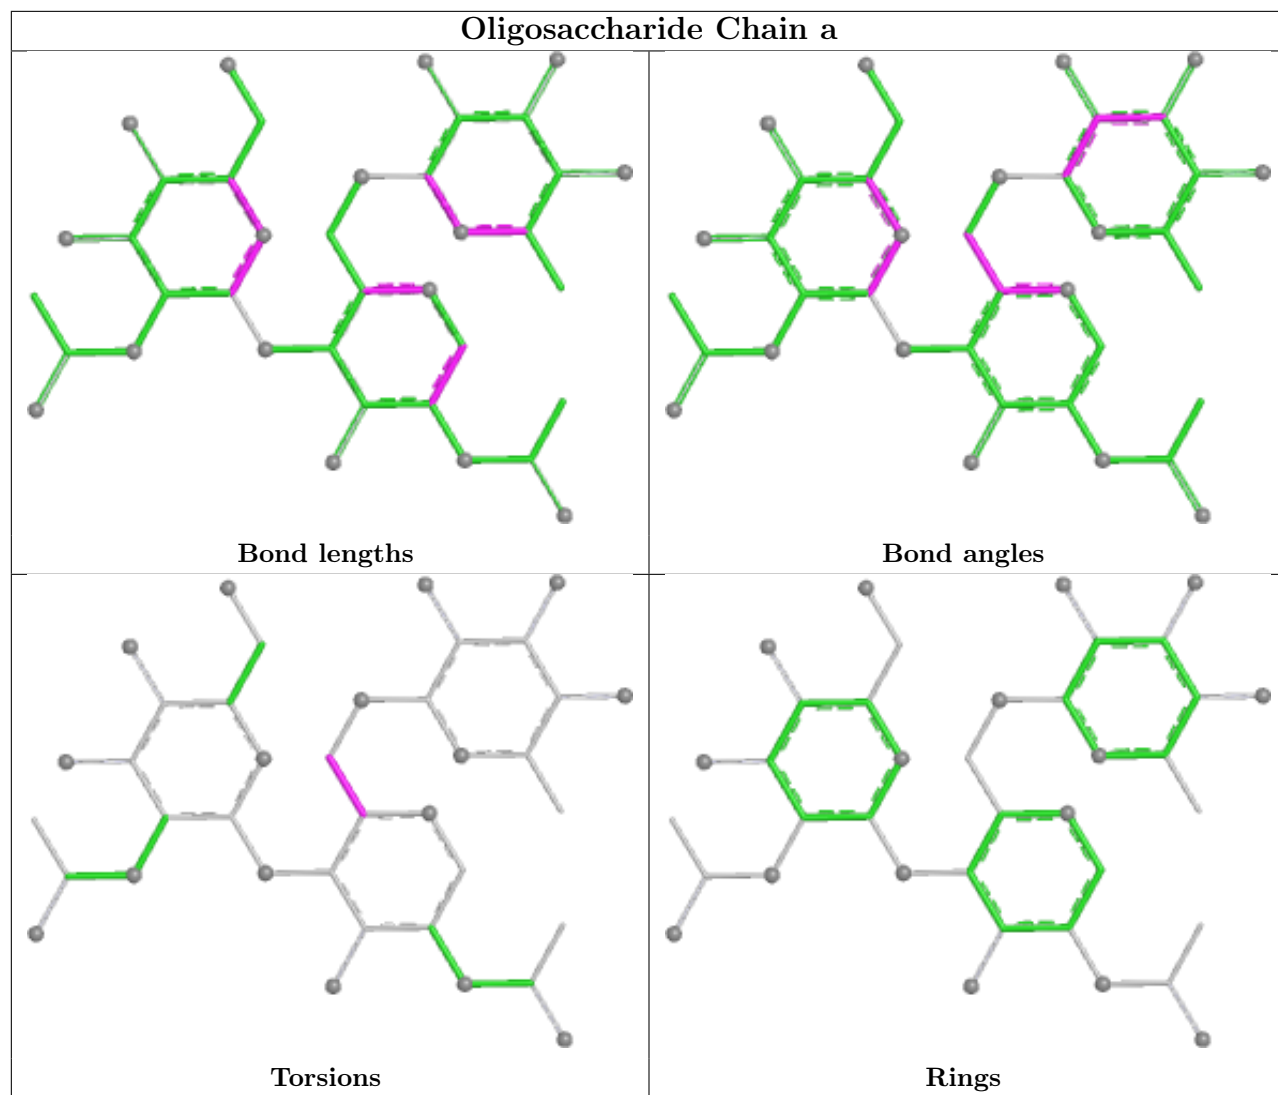 Oligosaccharide Chain a
Bond lengths
Bond angles
Torsions
Rings